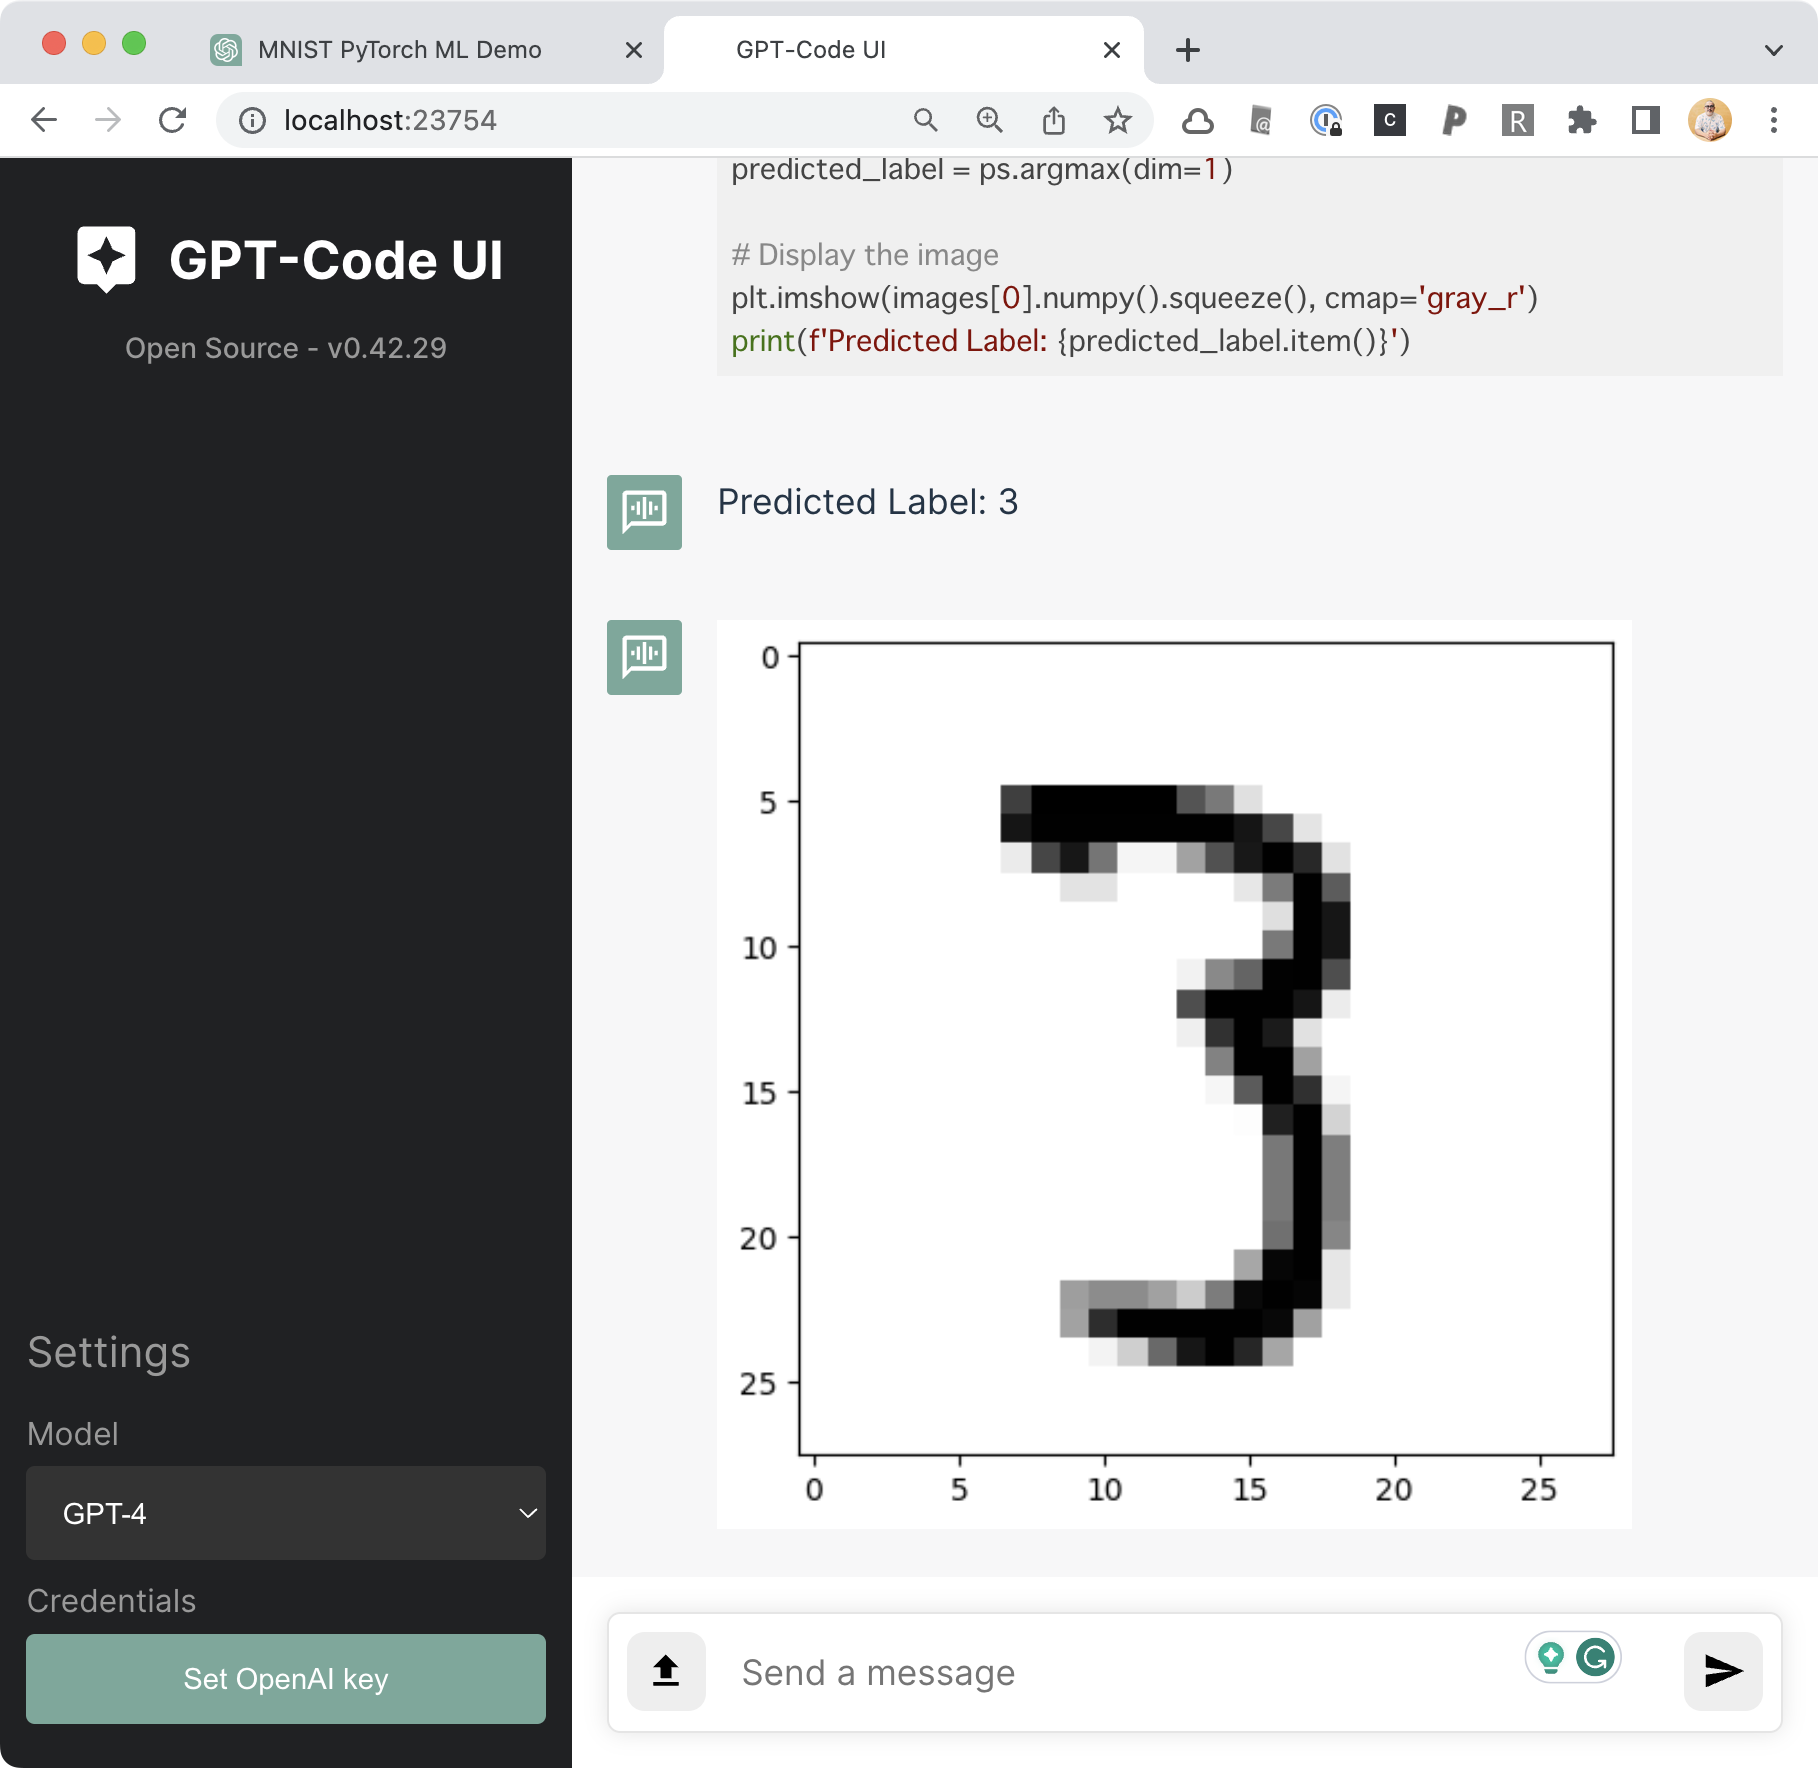 MNIST PyTorch ML Demo
GPT-Code UI
localhost:23754
C
P
R
GPT-Code UI
Open Source - v0.42.29
predicted_label = ps.argmax(dim=1)
# Display the image
plt.imshow(images[0].numpy().squeeze(), cmap='gray_r')
print(f'Predicted Label: {predicted_label.item()}')
Predicted Label: 3
0
5
10
15
20
25
0 5 10 15 20 25
3
Settings
Model
GPT-4
Credentials
Set OpenAI key
Send a message